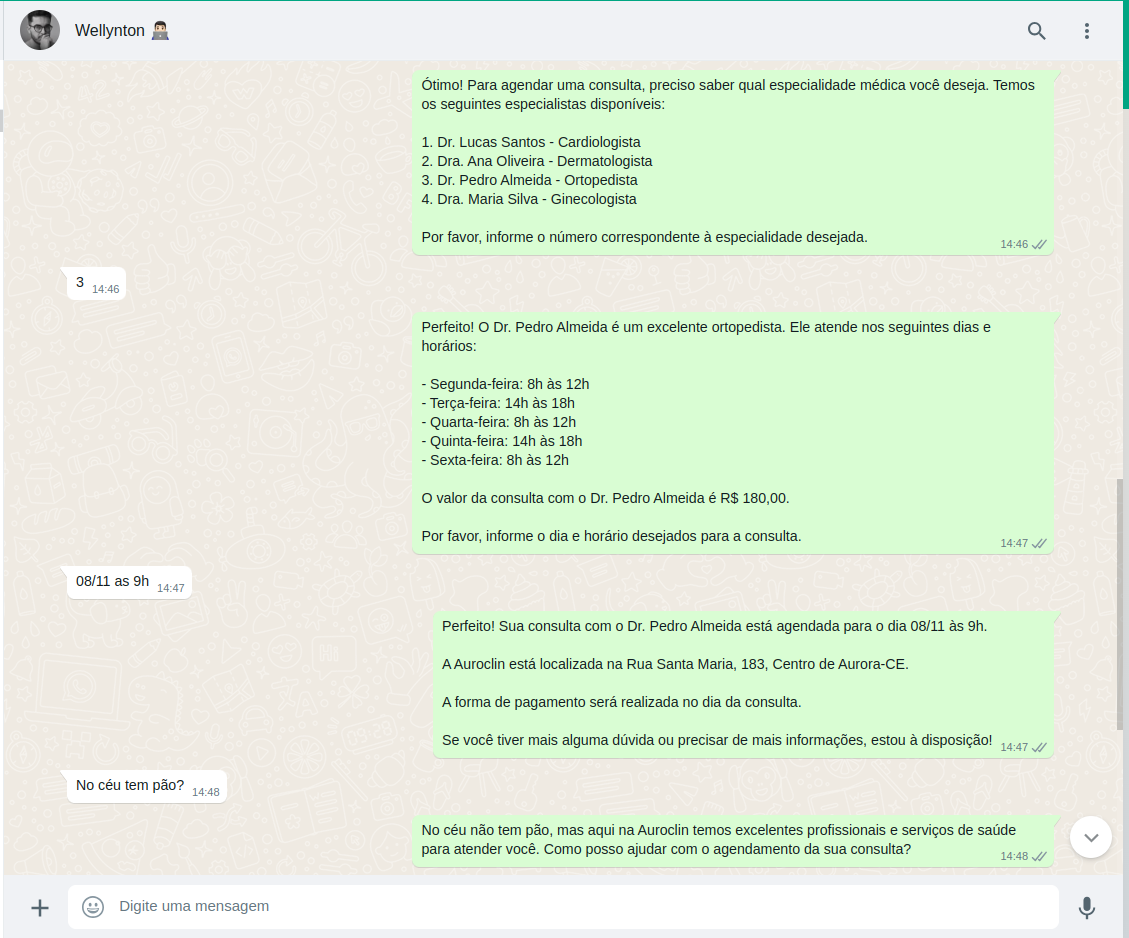 Wellynton 👨🏻‍💻
Ótimo! Para agendar uma consulta, preciso saber qual especialidade médica você deseja. Temos
os seguintes especialistas disponíveis:
1. Dr. Lucas Santos - Cardiologista
2. Dra. Ana Oliveira - Dermatologista
3. Dr. Pedro Almeida - Ortopedista
4. Dra. Maria Silva - Ginecologista
Por favor, informe o número correspondente à especialidade desejada.
14:46
3 14:46
Perfeito! O Dr. Pedro Almeida é um excelente ortopedista. Ele atende nos seguintes dias e
horários:
- Segunda-feira: 8h às 12h
- Terça-feira: 14h às 18h
- Quarta-feira: 8h às 12h
- Quinta-feira: 14h às 18h
- Sexta-feira: 8h às 12h
O valor da consulta com o Dr. Pedro Almeida é R$ 180,00.
Por favor, informe o dia e horário desejados para a consulta.
14:47
08/11 as 9h 14:47
Perfeito! Sua consulta com o Dr. Pedro Almeida está agendada para o dia 08/11 às 9h.
A Auroclin está localizada na Rua Santa Maria, 183, Centro de Aurora-CE.
A forma de pagamento será realizada no dia da consulta.
Se você tiver mais alguma dúvida ou precisar de mais informações, estou à disposição! 14:47
No céu tem pão? 14:48
No céu não tem pão, mas aqui na Auroclin temos excelentes profissionais e serviços de saúde
para atender você. Como posso ajudar com o agendamento da sua consulta?
14:48
Digite uma mensagem